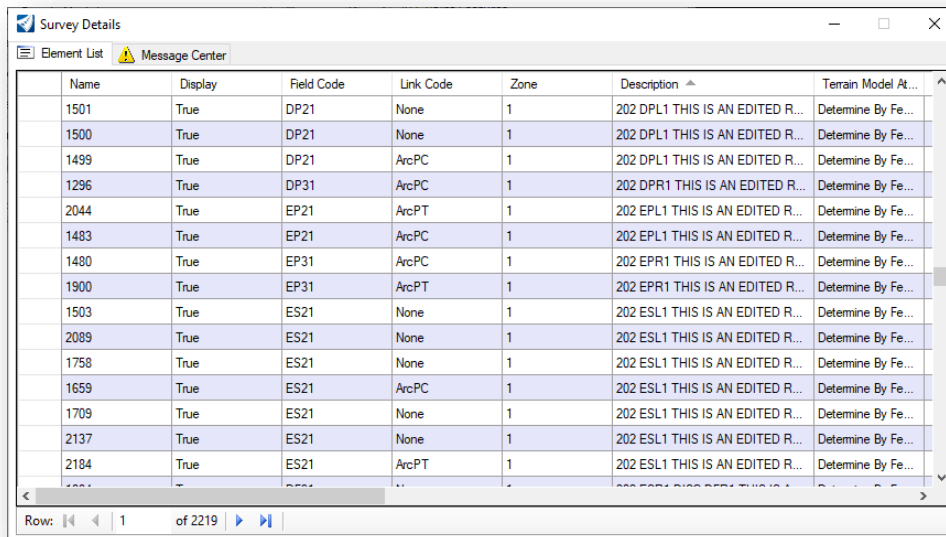 Survey Details
Element List Message Center
Name Display Field Code Link Code Zone Description Terrain Model At...
1501 True DP21 None 1 202 DPL1 THIS IS AN EDITED R... Determine By Fe...
1500 True DP21 None 1 202 DPL1 THIS IS AN EDITED R... Determine By Fe...
1499 True DP21 ArcPC 1 202 DPL1 THIS IS AN EDITED R... Determine By Fe...
1296 True DP31 ArcPC 1 202 DPR1 THIS IS AN EDITED R... Determine By Fe...
2044 True EP21 ArcPT 1 202 EPL1 THIS IS AN EDITED R... Determine By Fe...
1483 True EP21 ArcPC 1 202 EPL1 THIS IS AN EDITED R... Determine By Fe...
1480 True EP31 ArcPC 1 202 EPR1 THIS IS AN EDITED R... Determine By Fe...
1900 True EP31 ArcPT 1 202 EPR1 THIS IS AN EDITED R... Determine By Fe...
1503 True ES21 None 1 202 ESL1 THIS IS AN EDITED R... Determine By Fe...
2089 True ES21 None 1 202 ESL1 THIS IS AN EDITED R... Determine By Fe...
1758 True ES21 None 1 202 ESL1 THIS IS AN EDITED R... Determine By Fe...
1659 True ES21 ArcPC 1 202 ESL1 THIS IS AN EDITED R... Determine By Fe...
1709 True ES21 None 1 202 ESL1 THIS IS AN EDITED R... Determine By Fe...
2137 True ES21 None 1 202 ESL1 THIS IS AN EDITED R... Determine By Fe...
2184 True ES21 ArcPT 1 202 ESL1 THIS IS AN EDITED R... Determine By Fe...
Row: 1 of 2219